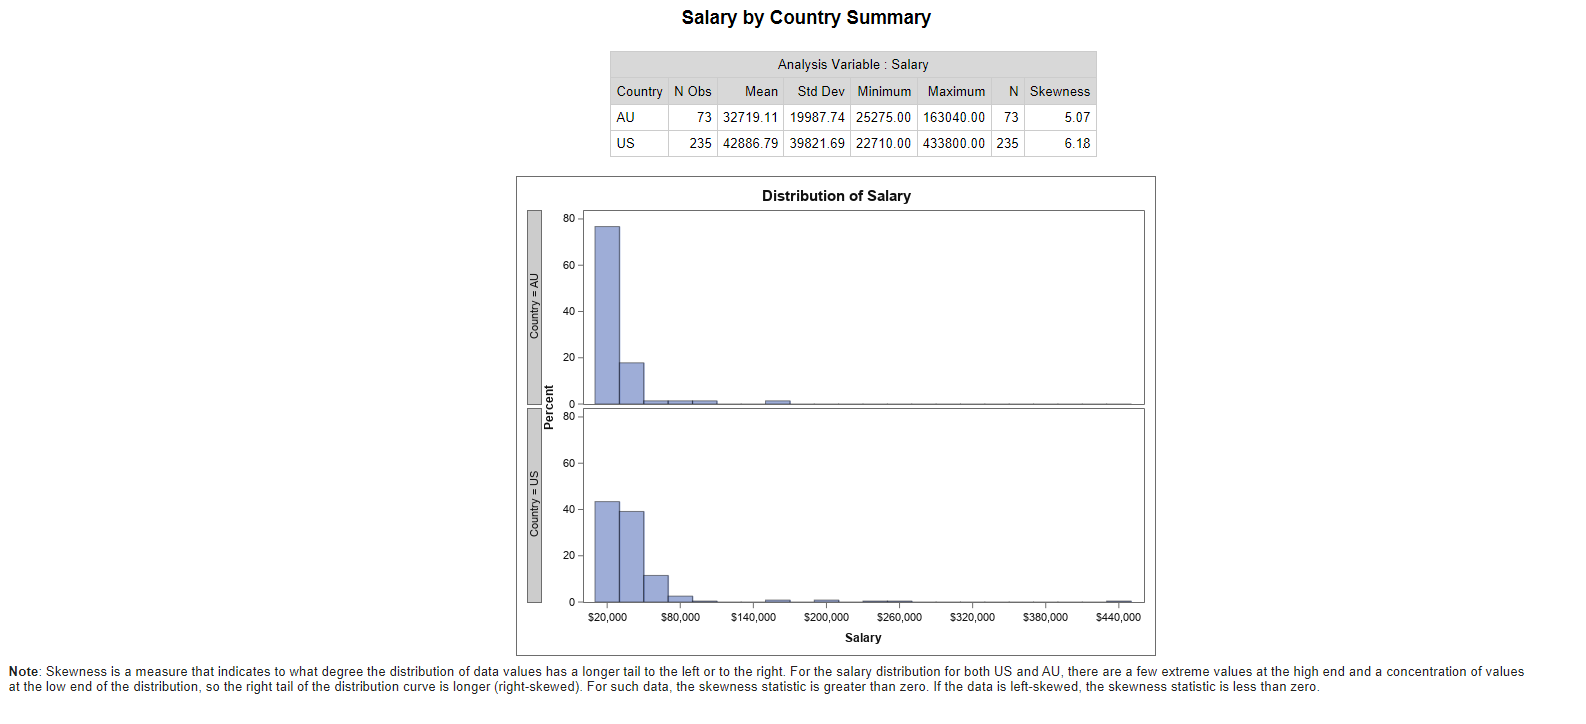 Salary by Country Summary
Analysis Variable : Salary
Country N Obs Mean Std Dev Minimum Maximum N Skewness
AU 73 32719.11 19987.74 25275.00 163040.00 73 5.07
US 235 42886.79 39821.69 22710.00 433800.00 235 6.18
Distribution of Salary
Country = AU
80
60
40
20
0
Percent
Country = US
80
60
40
20
0
$20,000 $80,000 $140,000 $200,000 $260,000 $320,000 $380,000 $440,000
Salary
Note: Skewness is a measure that indicates to what degree the distribution of data values has a longer tail to the left or to the right. For the salary distribution for both US and AU, there are a few extreme values at the high end and a concentration of values
at the low end of the distribution, so the right tail of the distribution curve is longer (right-skewed). For such data, the skewness statistic is greater than zero. If the data is left-skewed, the skewness statistic is less than zero.